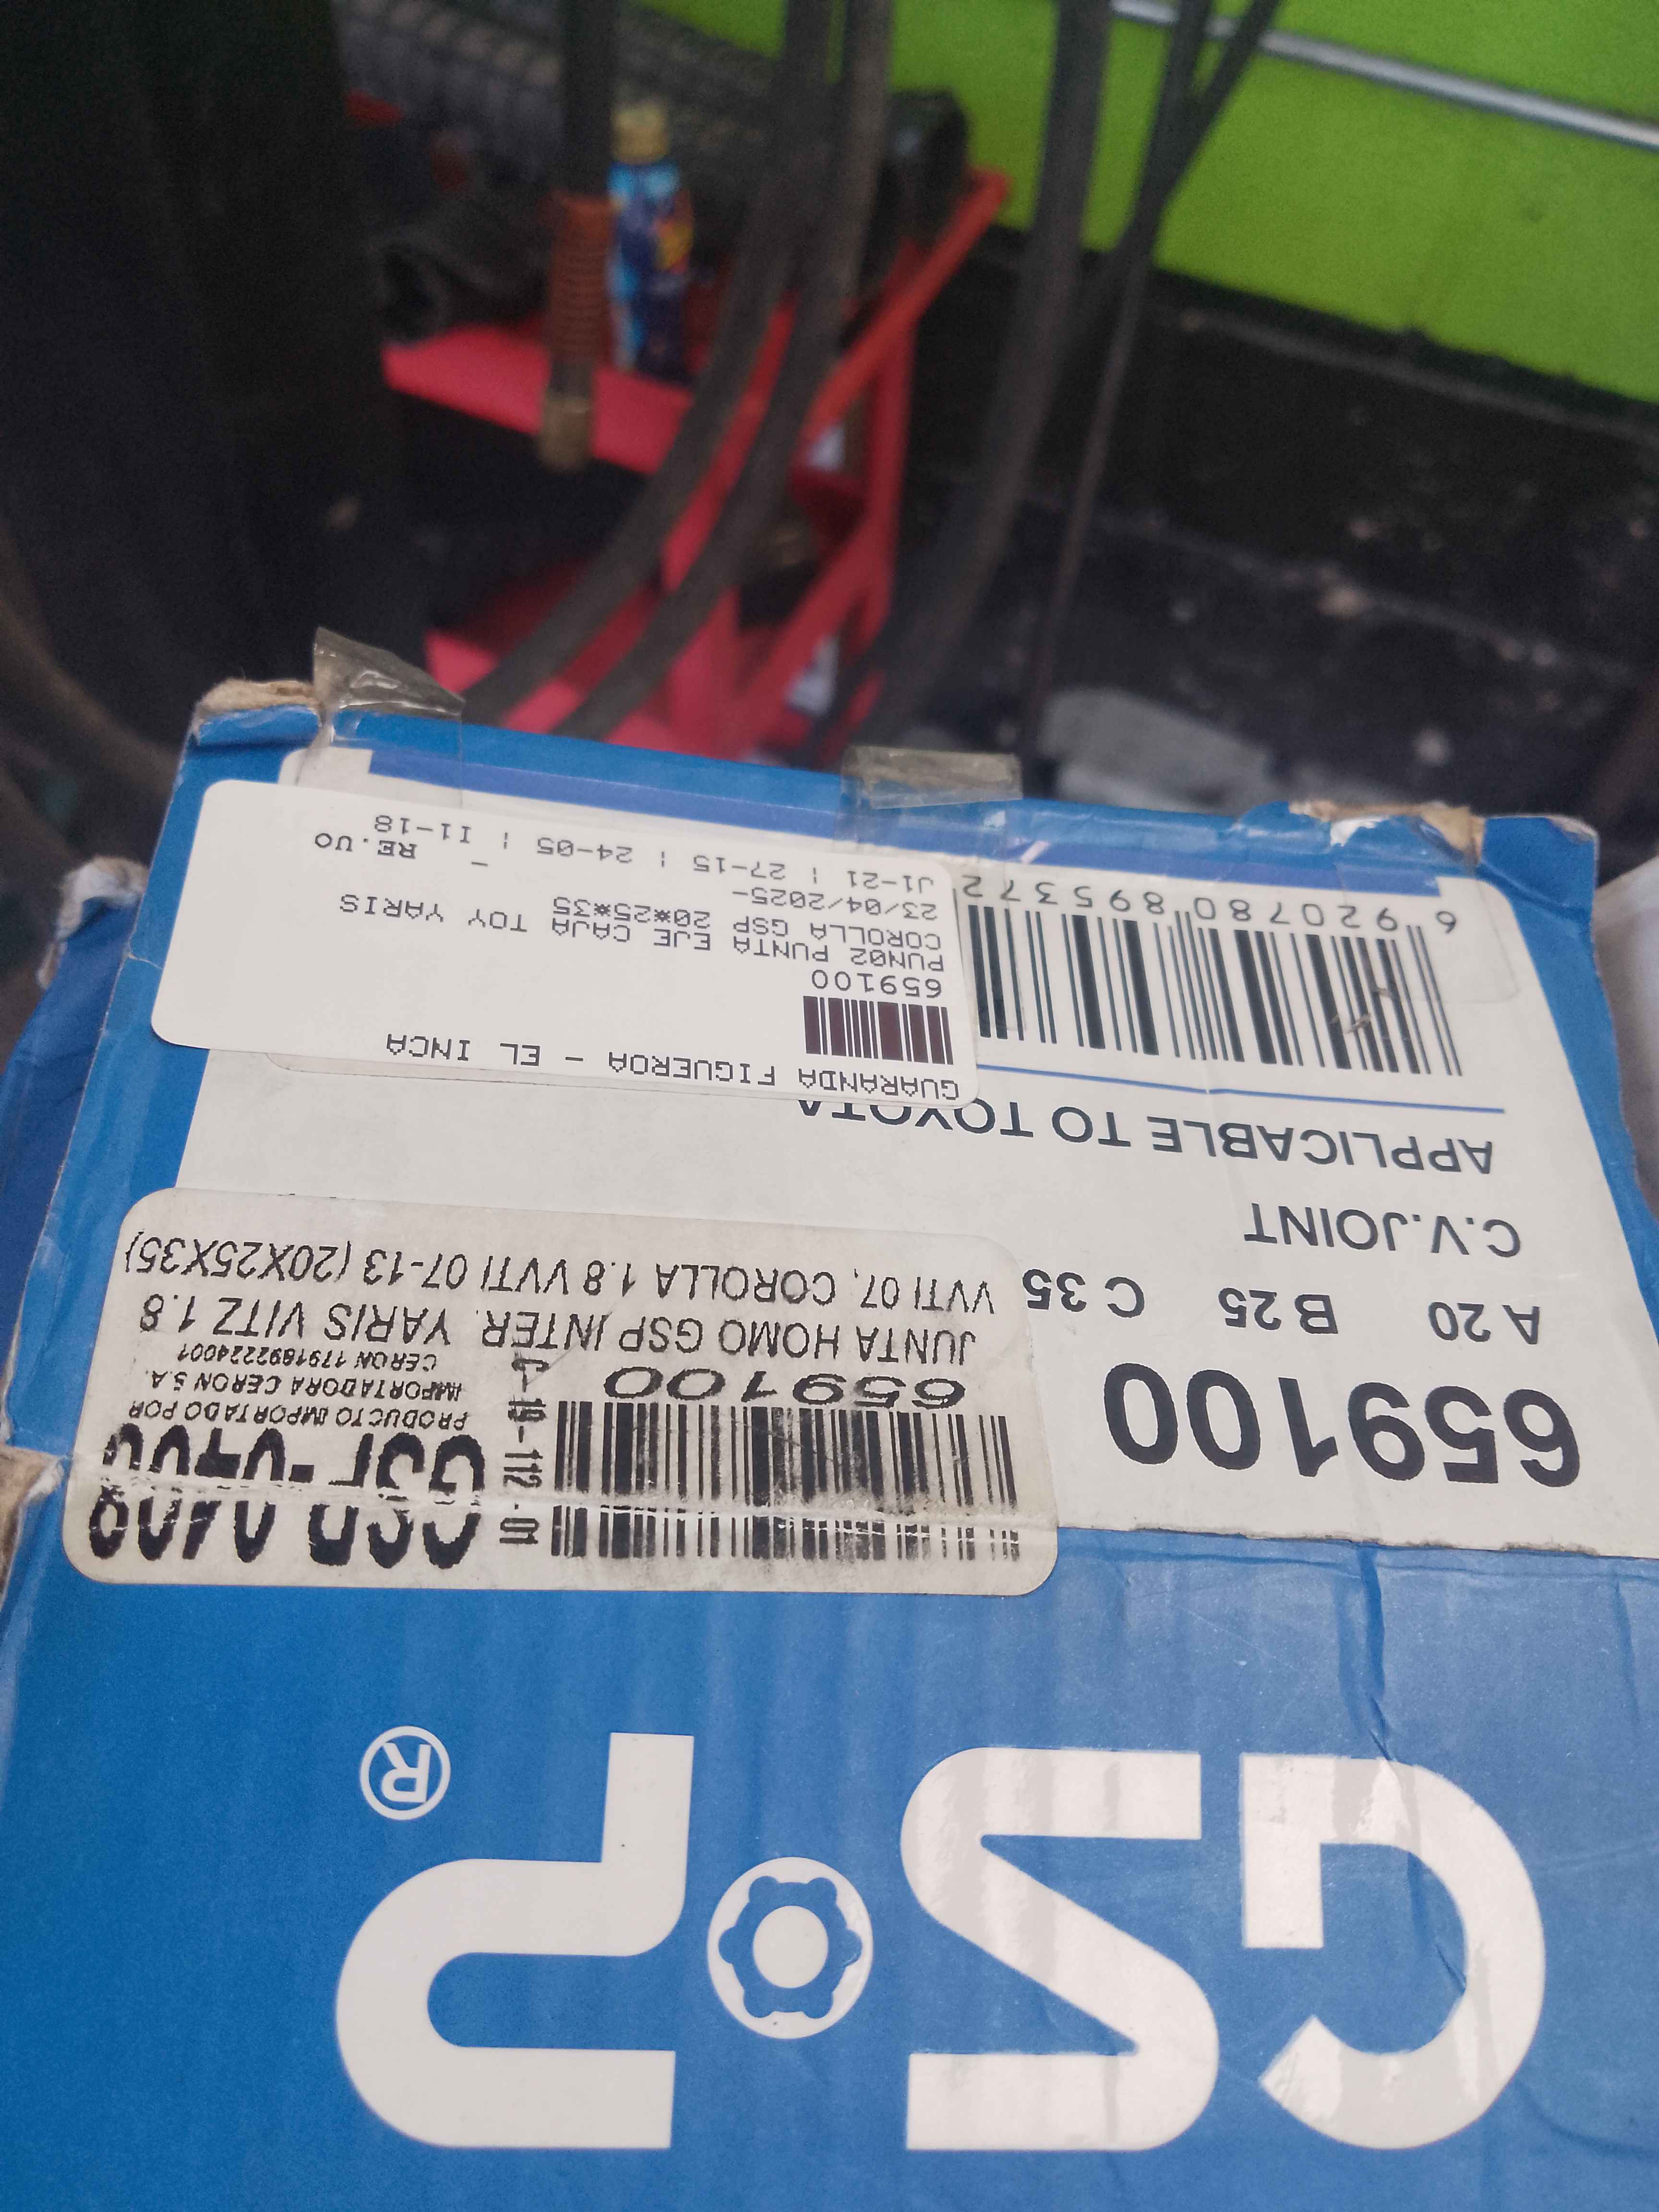 GSP®
659100
A 20 B 25 C 35
C.V.JOINT
APPLICABLE TO TOYOTA
6 920780 895372
659100
PRODUCTO IMPORTADO POR
IMPORTADORA CERON S.A.
CERON 1791892224001
JUNTA HOMO GSP INTER. YARIS VITZ 1.8
VVTI 07, COROLLA 1.8 VVTI 07-13 (20X25X35)
GUARANDA FIGUEROA - EL INCA
659100
PUN02 PUNTA EJE CAJA TOY YARIS
COROLLA GSP 20*25*35
23/04/2025-
J1-21 | 27-15 | 24-05 | I1-18
- RE.UO